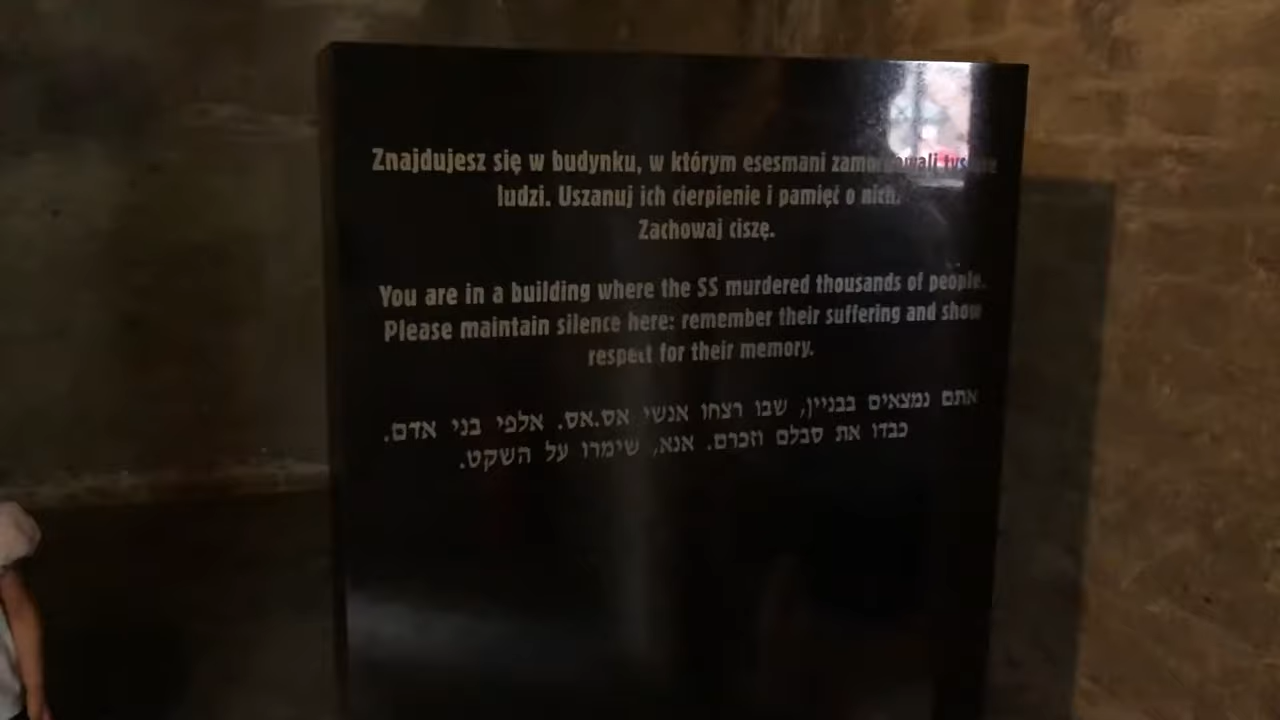 Znajdujesz się w budynku, w którym esesmani zamordowali tysiące
ludzi. Uszanuj ich cierpienie i pamięć o nich.
Zachowaj ciszę.
You are in a building where the SS murdered thousands of people.
Please maintain silence here: remember their suffering and show
respect for their memory.
אתם נמצאים בבניין, שבו רצחו אנשי אס.אס. אלפי בני אדם.
כבדו את סבלם וזכרם. אנא, שימרו על השקט.